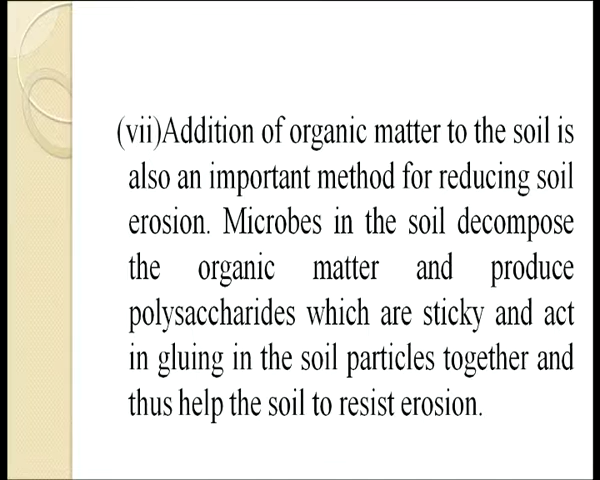 (vii)Addition of organic matter to the soil is
also an important method for reducing soil
erosion. Microbes in the soil decompose
the organic matter and produce
polysaccharides which are sticky and act
in gluing in the soil particles together and
thus help the soil to resist erosion.